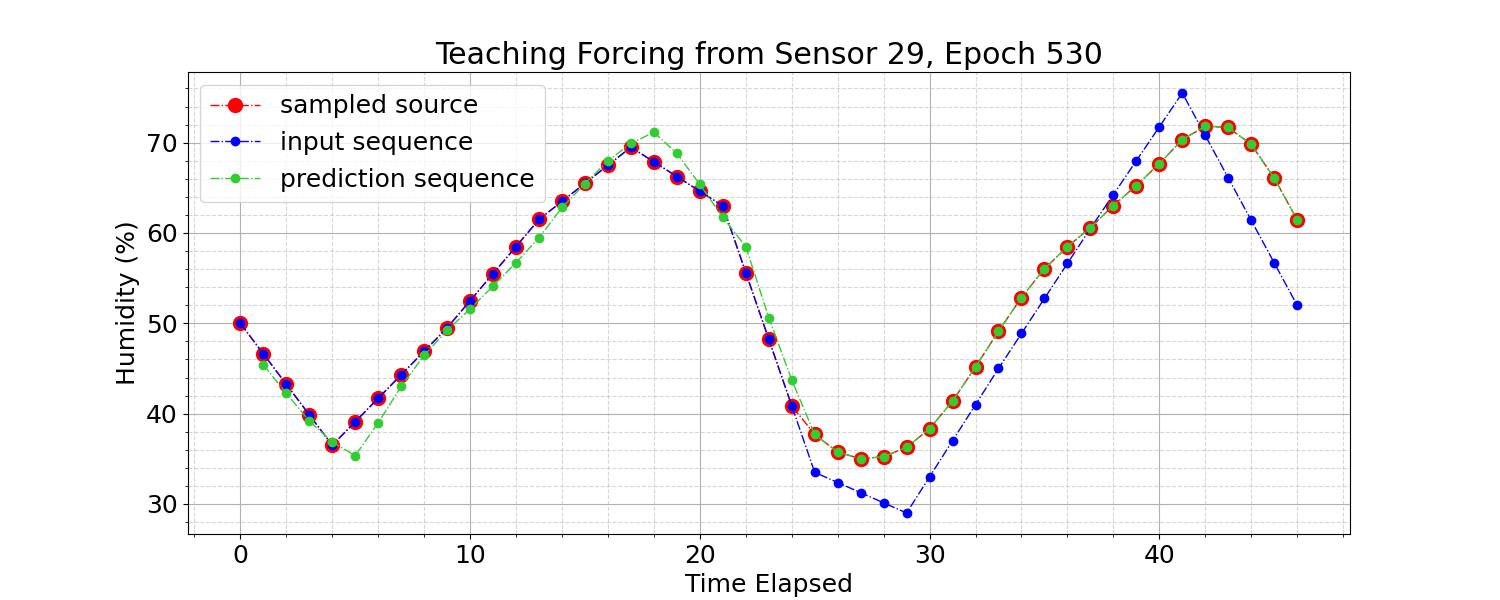 Teaching Forcing from Sensor 29, Epoch 530
sampled source
input sequence
prediction sequence
Humidity (%)
70
60
50
40
30
0 10 20 30 40
Time Elapsed